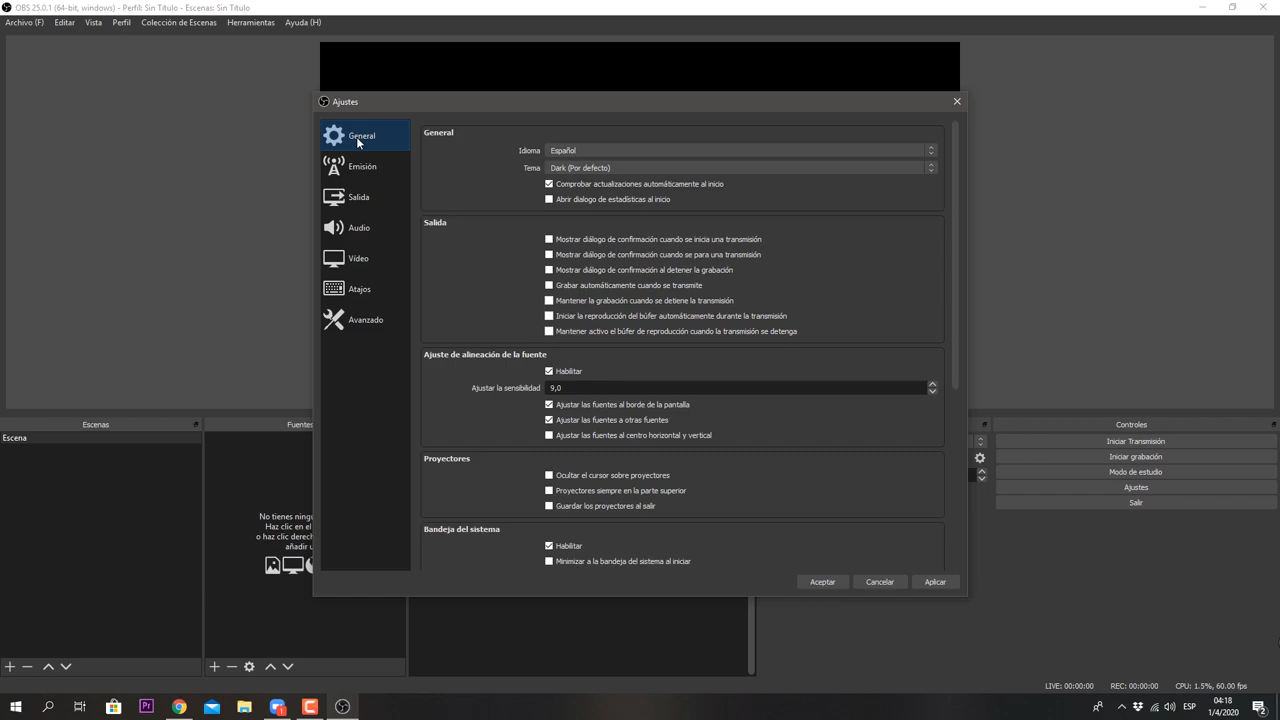 OBS 25.0.1 (64-bit, windows) - Perfil: Sin Título - Escenas: Sin Título
Archivo (F) Editar Vista Perfil Colección de Escenas Herramientas Ayuda (H)
Ajustes
General
Emisión
Salida
Audio
Vídeo
Atajos
Avanzado
General
Idioma Español
Tema Dark (Por defecto)
Comprobar actualizaciones automáticamente al inicio
Abrir dialogo de estadísticas al inicio
Salida
Mostrar diálogo de confirmación cuando se inicia una transmisión
Mostrar diálogo de confirmación cuando se para una transmisión
Mostrar diálogo de confirmación al detener la grabación
Grabar automáticamente cuando se transmite
Mantener la grabación cuando se detiene la transmisión
Iniciar la reproducción del búfer automáticamente durante la transmisión
Mantener activo el búfer de reproducción cuando la transmisión se detenga
Ajuste de alineación de la fuente
Habilitar
Ajustar la sensibilidad 9,0
Ajustar las fuentes al borde de la pantalla
Ajustar las fuentes a otras fuentes
Ajustar las fuentes al centro horizontal y vertical
Proyectores
Ocultar el cursor sobre proyectores
Proyectores siempre en la parte superior
Guardar los proyectores al salir
Bandeja del sistema
Habilitar
Minimizar a la bandeja del sistema al iniciar
Aceptar Cancelar Aplicar
Escenas
Escena
Fuentes
No tienes ning
Haz clic en el
o haz clic derec
añadir u
Controles
Iniciar Transmisión
Iniciar grabación
Modo de estudio
Ajustes
Salir
LIVE: 00:00:00 REC: 00:00:00 CPU: 1.5%, 60.00 fps
Pr
1
ESP
04:18
1/4/2020
2